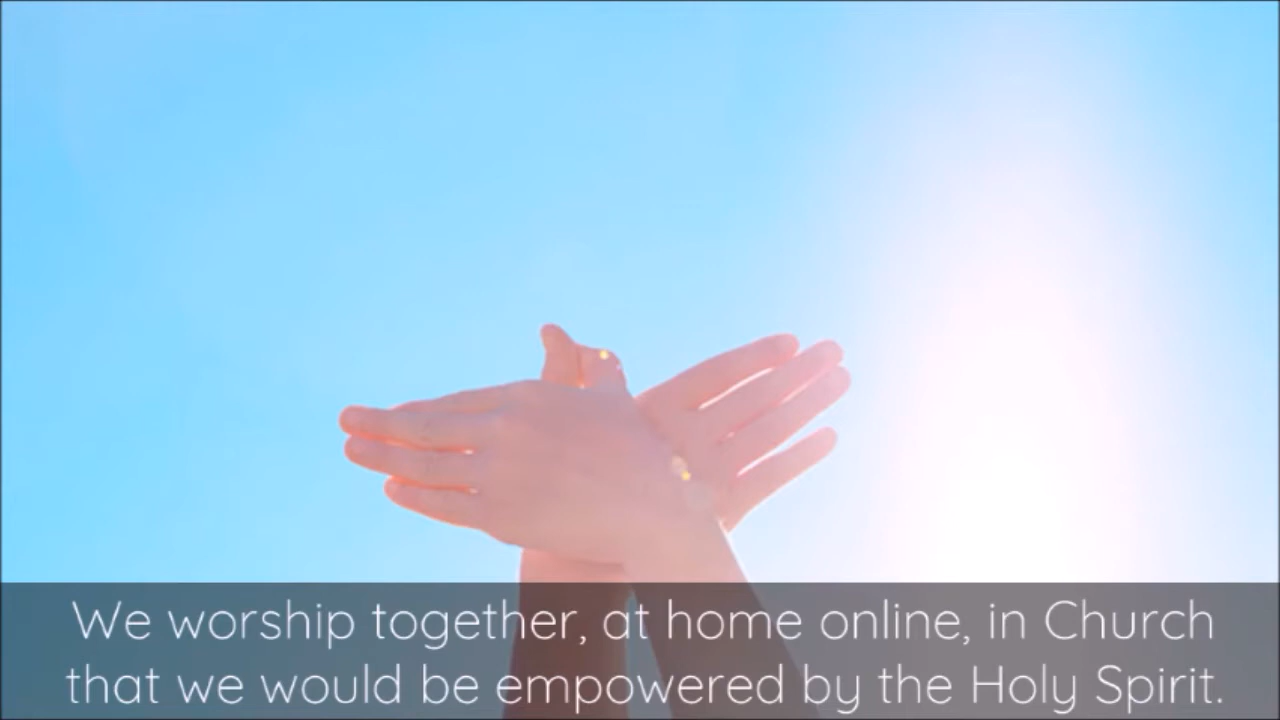 We worship together, at home online, in Church
that we would be empowered by the Holy Spirit.